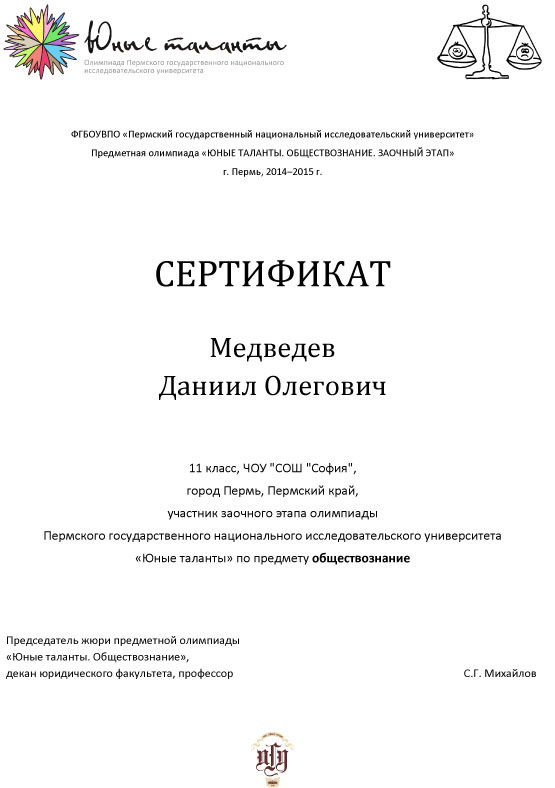 Юные таланты
Олимпиада Пермского государственного национального
исследовательского университета
ФГБОУВПО «Пермский государственный национальный исследовательский университет»
Предметная олимпиада «ЮНЫЕ ТАЛАНТЫ. ОБЩЕСТВОЗНАНИЕ. ЗАОЧНЫЙ ЭТАП»
г. Пермь, 2014–2015 г.
СЕРТИФИКАТ
Медведев
Даниил Олегович
11 класс, ЧОУ "СОШ "София",
город Пермь, Пермский край,
участник заочного этапа олимпиады
Пермского государственного национального исследовательского университета
«Юные таланты» по предмету обществознание
Председатель жюри предметной олимпиады
«Юные таланты. Обществознание»,
декан юридического факультета, профессор С.Г. Михайлов